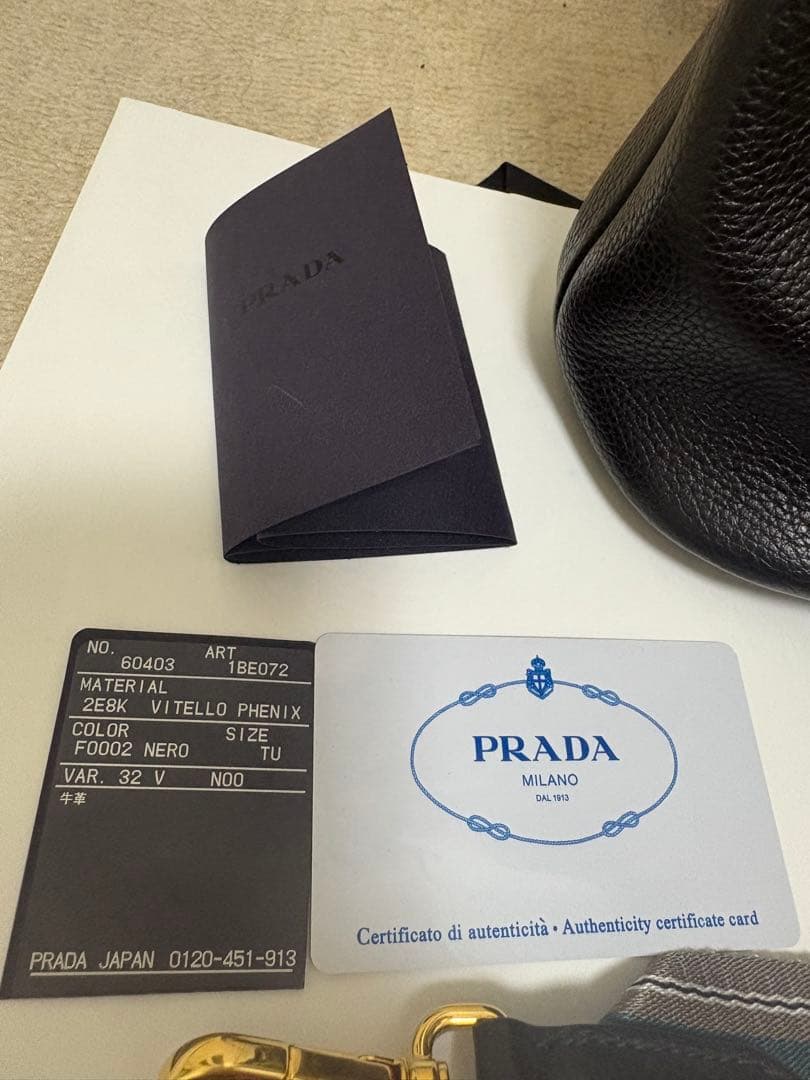 PRADA
NO. ART
60403 1BE072
MATERIAL
2E8K VITELLO PHENIX
COLOR SIZE
F0002 NERO TU
VAR. 32 V N00
牛革
PRADA JAPAN 0120-451-913
PRADA
MILANO
DAL 1913
Certificato di autenticità • Authenticity certificate card